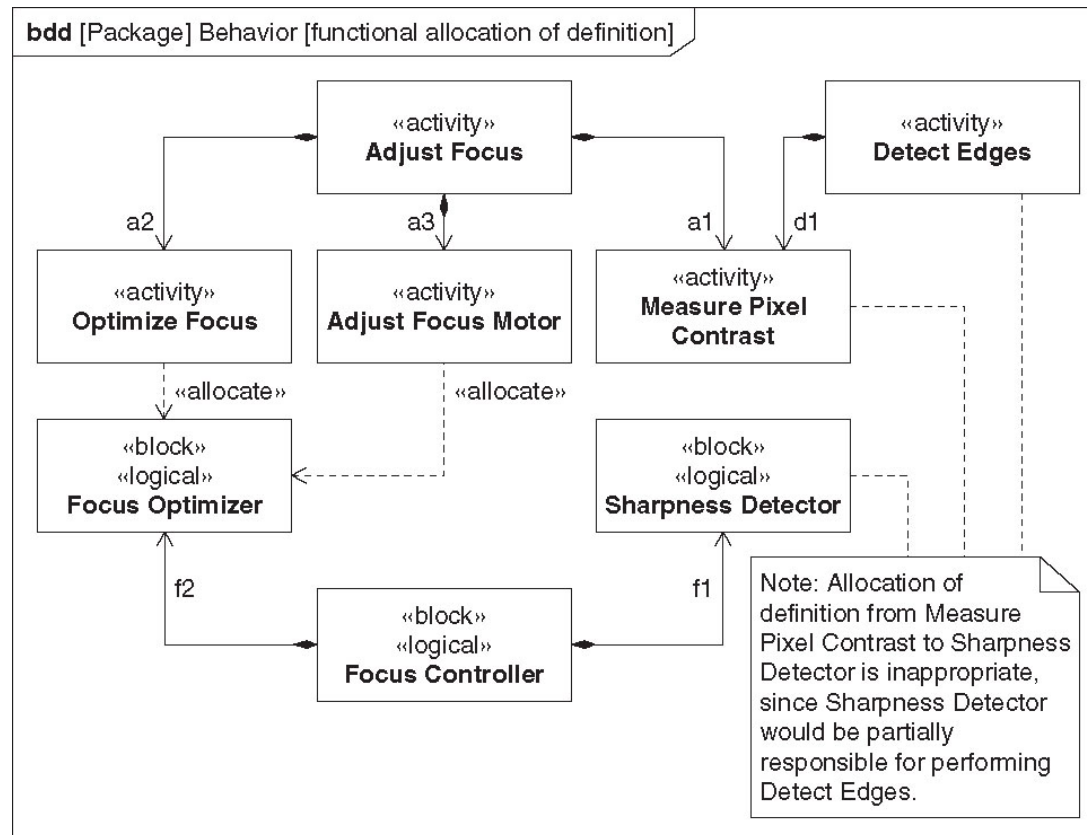 bdd [Package] Behavior [functional allocation of definition]
«activity»
Adjust Focus
«activity»
Detect Edges
a2
a3
a1
d1
«activity»
Optimize Focus
«activity»
Adjust Focus Motor
«activity»
Measure Pixel
Contrast
«allocate»
«allocate»
«block»
«logical»
Focus Optimizer
«block»
«logical»
Sharpness Detector
f2
f1
«block»
«logical»
Focus Controller
Note: Allocation of
definition from Measure
Pixel Contrast to Sharpness
Detector is inappropriate,
since Sharpness Detector
would be partially
responsible for performing
Detect Edges.